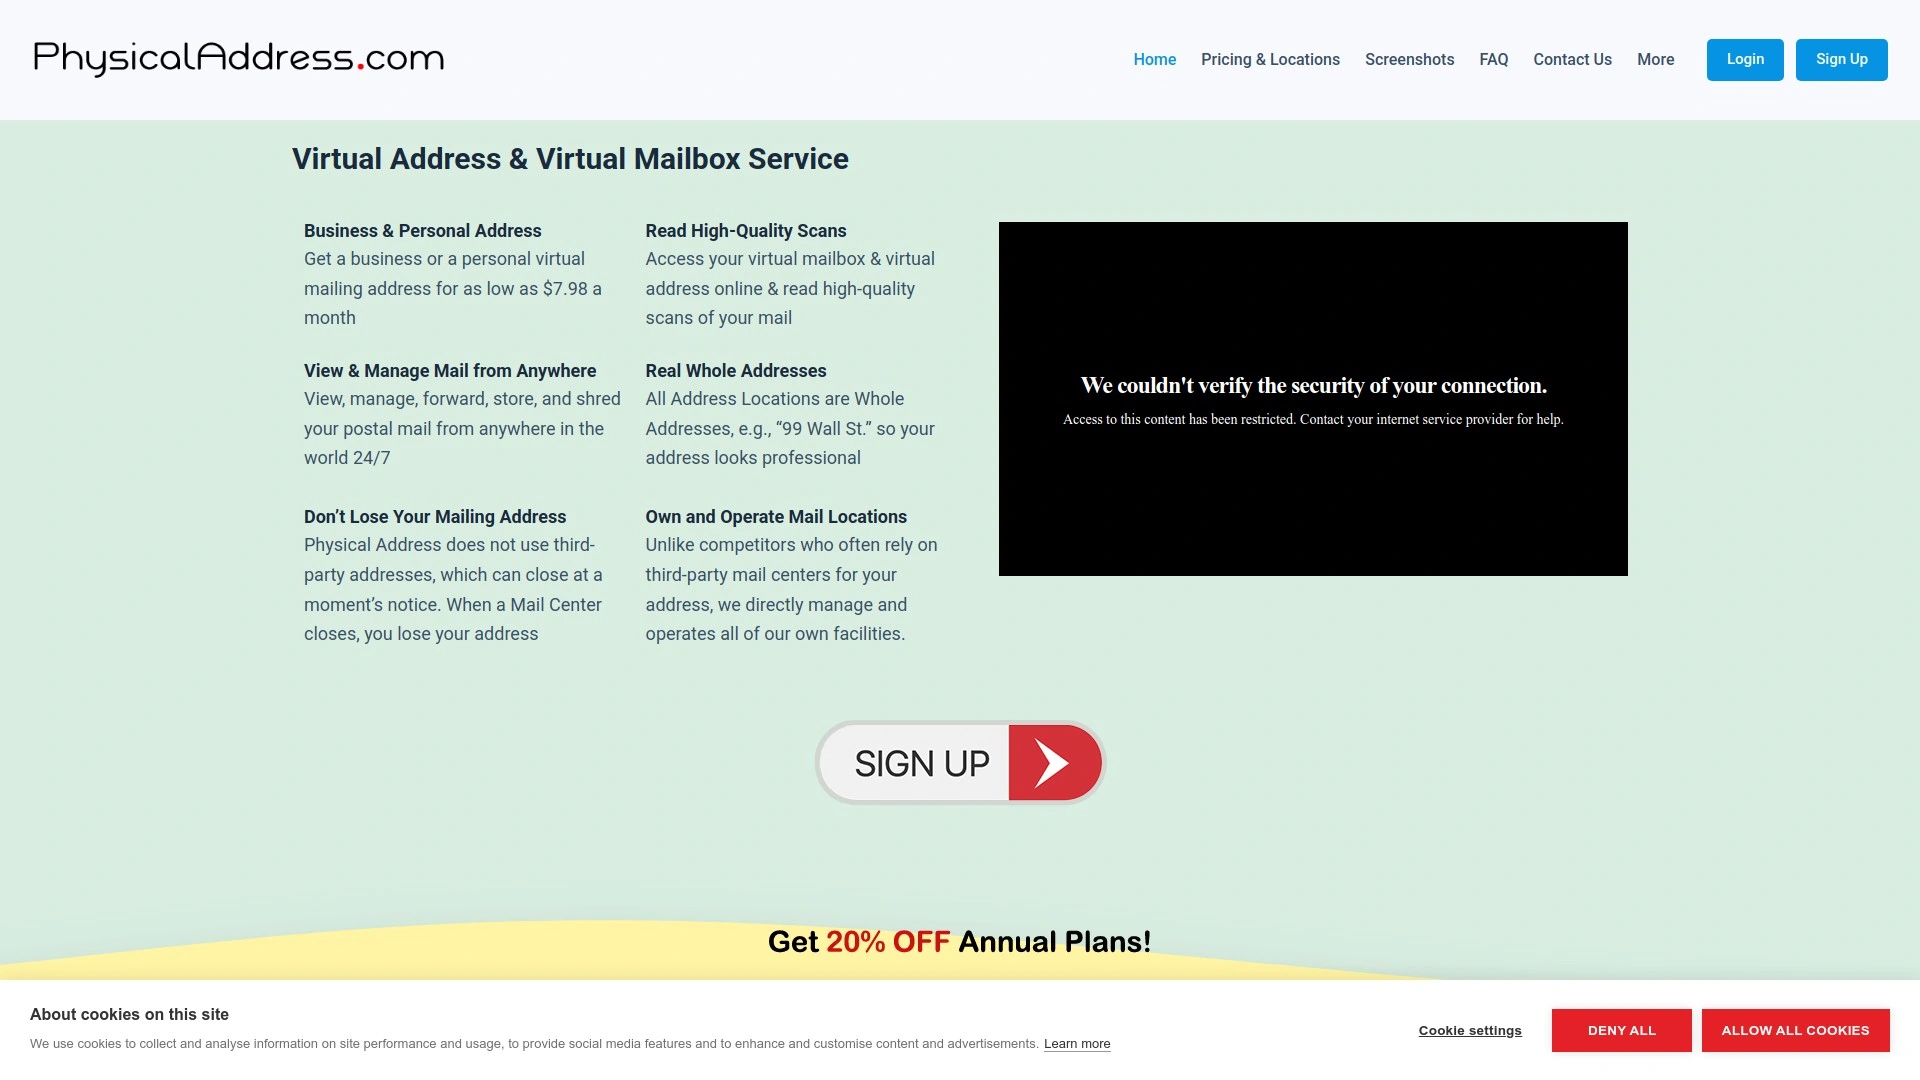 PhysicalAddress.com
Home
Pricing & Locations
Screenshots
FAQ
Contact Us
More
Login
Sign Up
Virtual Address & Virtual Mailbox Service
Business & Personal Address
Get a business or a personal virtual
mailing address for as low as $7.98 a
month
Read High-Quality Scans
Access your virtual mailbox & virtual
address online & read high-quality
scans of your mail
View & Manage Mail from Anywhere
View, manage, forward, store, and shred
your postal mail from anywhere in the
world 24/7
Real Whole Addresses
All Address Locations are Whole
Addresses, e.g., “99 Wall St.” so your
address looks professional
Don’t Lose Your Mailing Address
Physical Address does not use third-
party addresses, which can close at a
moment’s notice. When a Mail Center
closes, you lose your address
Own and Operate Mail Locations
Unlike competitors who often rely on
third-party mail centers for your
address, we directly manage and
operates all of our own facilities.
We couldn't verify the security of your connection.
Access to this content has been restricted. Contact your internet service provider for help.
SIGN UP
Get 20% OFF Annual Plans!
About cookies on this site
We use cookies to collect and analyse information on site performance and usage, to provide social media features and to enhance and customise content and advertisements. Learn more
Cookie settings
DENY ALL
ALLOW ALL COOKIES